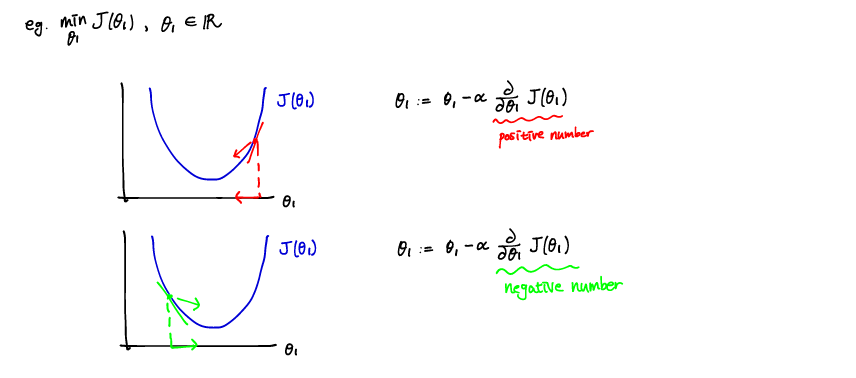 eg. min J(θ₁), θ₁ ∈ ℝ
θ₁
J(θ₁)
θ₁ := θ₁ - α ∂/∂θ₁ J(θ₁)
positive number
θ₁
J(θ₁)
θ₁ := θ₁ - α ∂/∂θ₁ J(θ₁)
negative number
θ₁